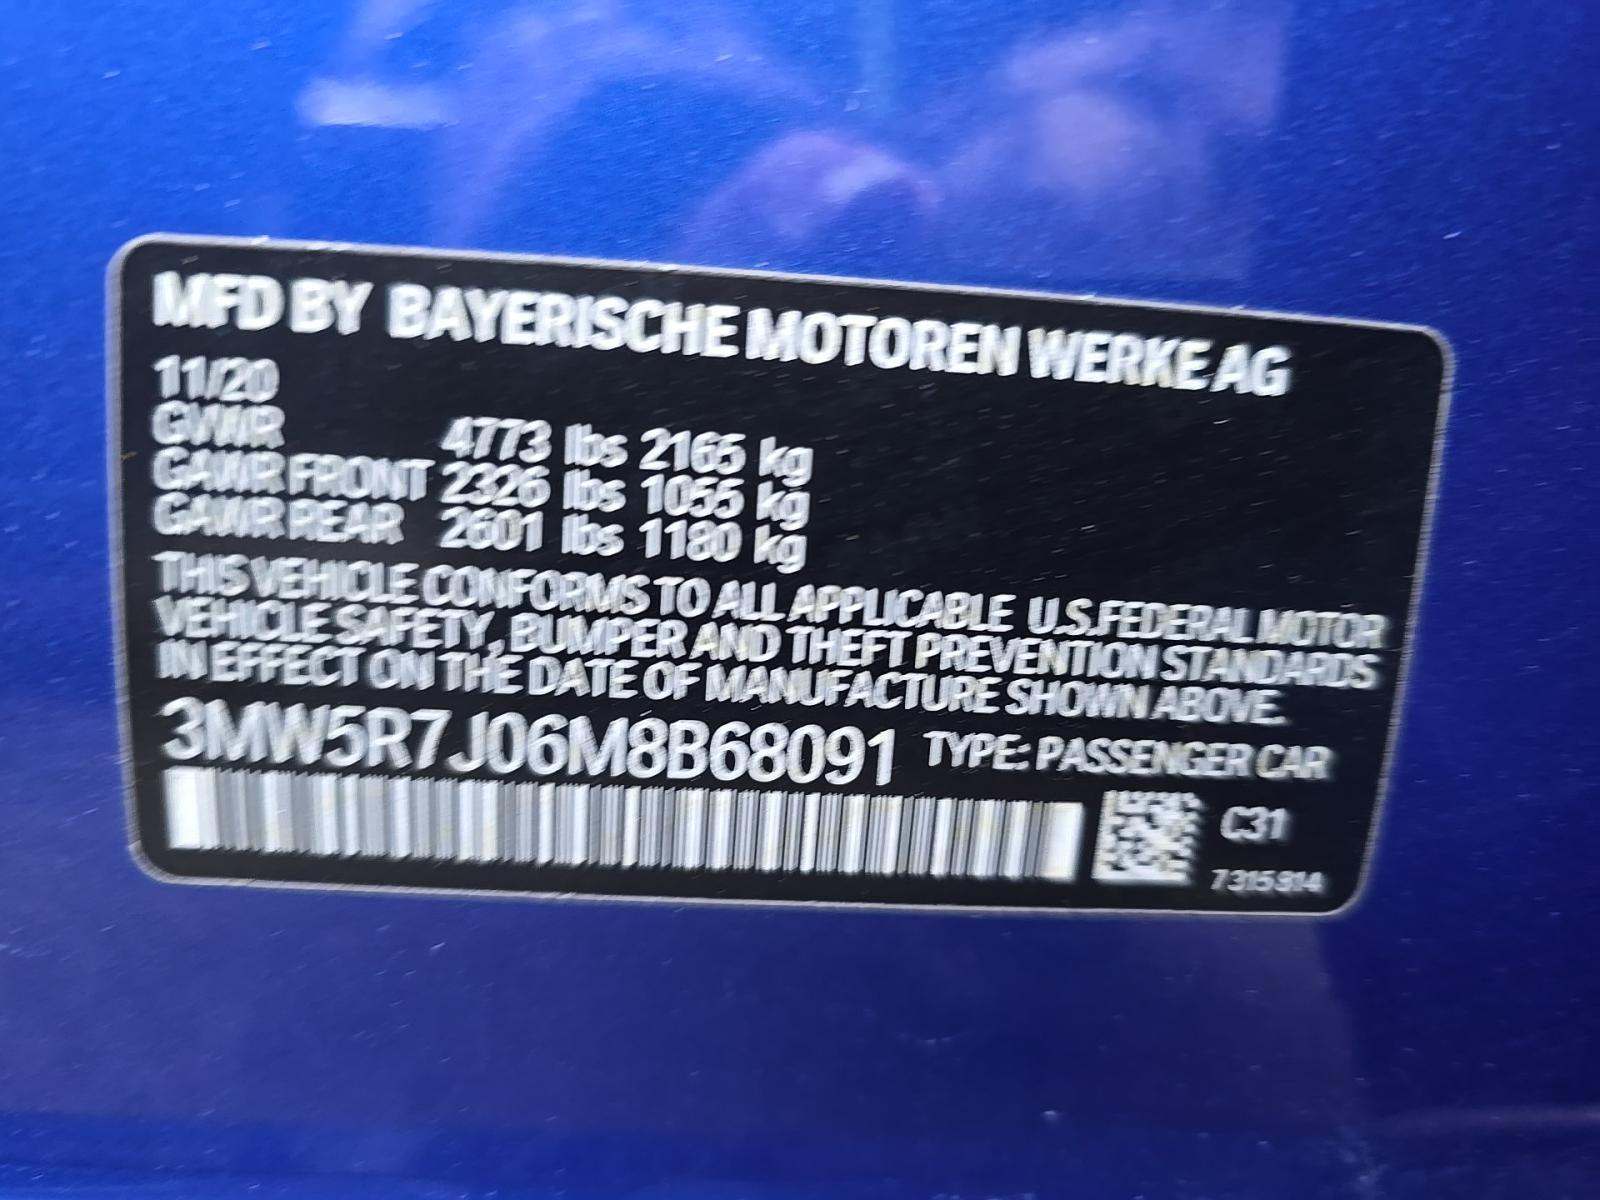 MFD BY BAYERISCHE MOTOREN WERKE AG
11/20
GVWR 4773 lbs 2165 kg
GAWR FRONT 2326 lbs 1055 kg
GAWR REAR 2601 lbs 1180 kg
THIS VEHICLE CONFORMS TO ALL APPLICABLE U.S.FEDERAL MOTOR
VEHICLE SAFETY, BUMPER AND THEFT PREVENTION STANDARDS
IN EFFECT ON THE DATE OF MANUFACTURE SHOWN ABOVE.
3MW5R7J06M8B68091 TYPE: PASSENGER CAR
C31
7315814